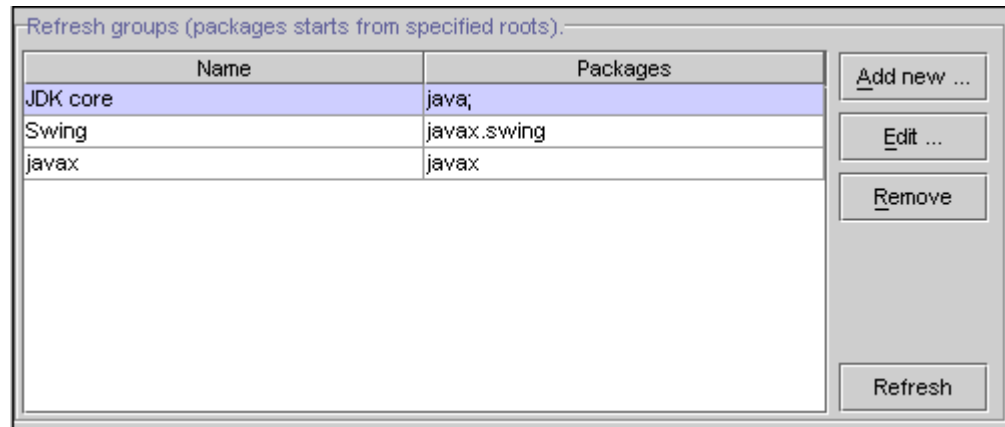 Refresh groups (packages starts from specified roots).
Name Packages
JDK core java;
Swing javax.swing
javax javax
Add new ...
Edit ...
Remove
Refresh